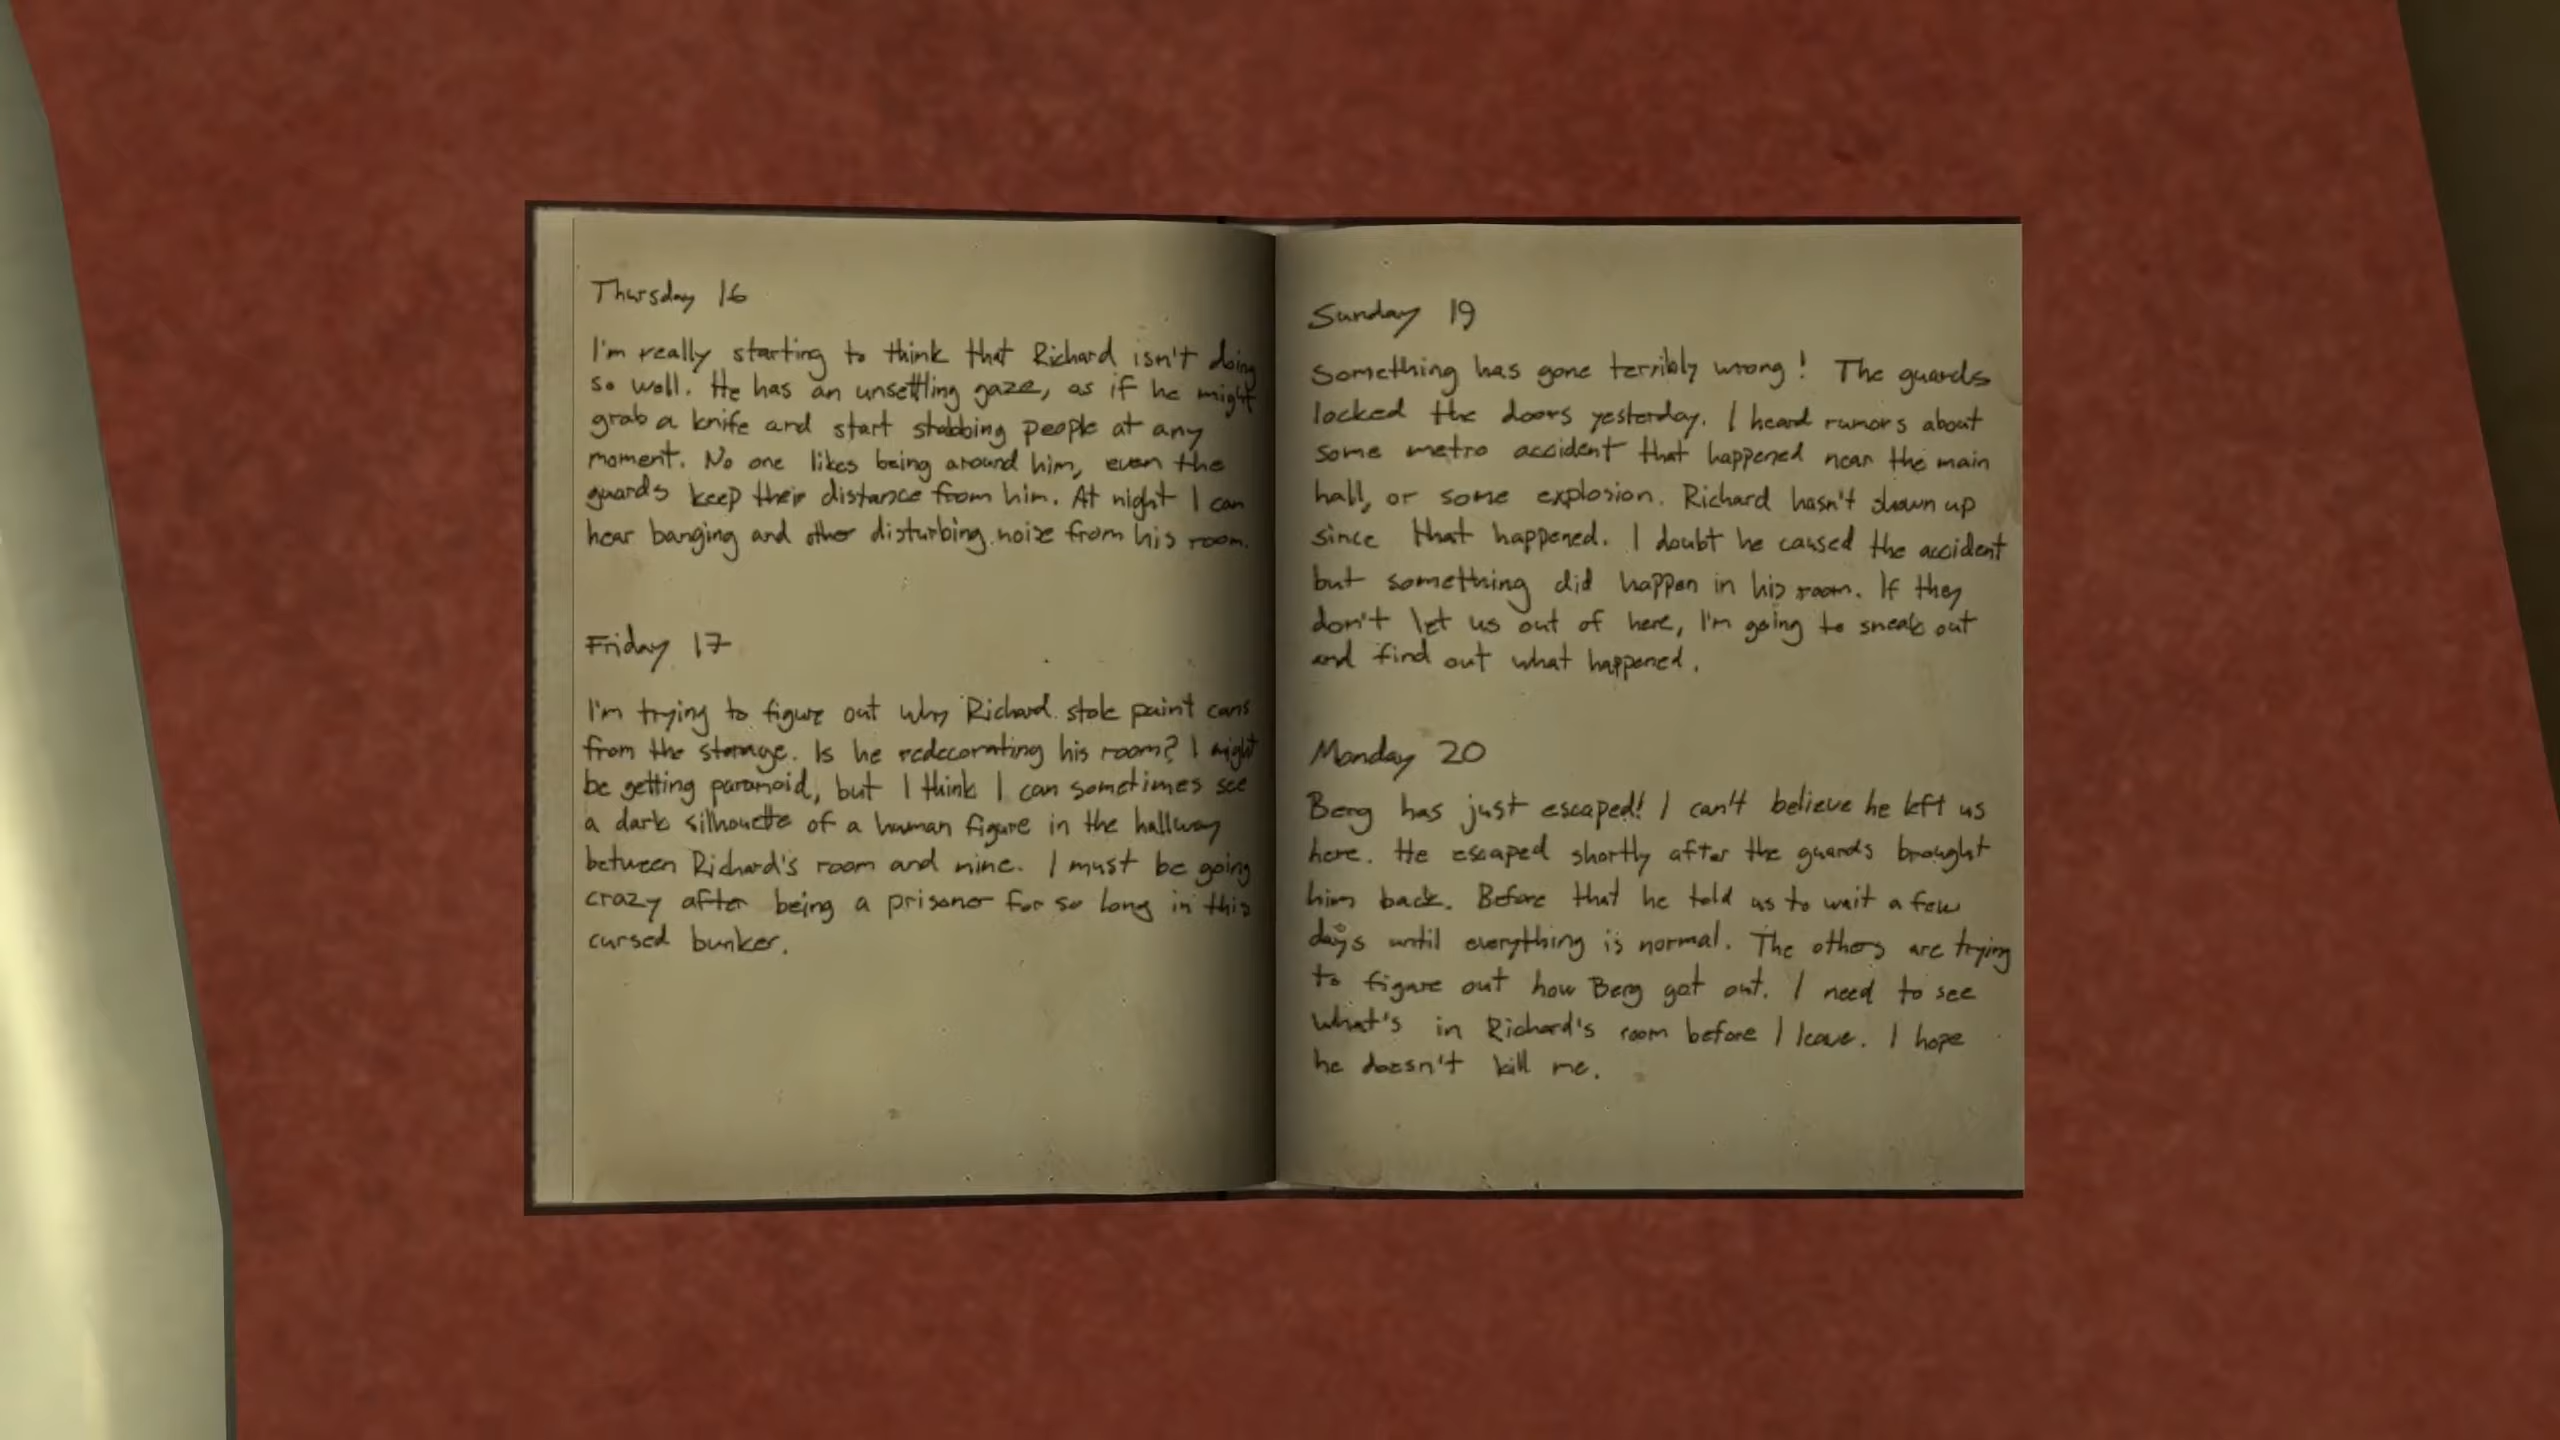 Thursday 16
I'm really starting to think that Richard isn't doing
so well. He has an unsettling gaze, as if he might
grab a knife and start stabbing people at any
moment. No one likes being around him, even the
guards keep their distance from him. At night I can
hear banging and other disturbing noise from his room.
Friday 17
I'm trying to figure out why Richard stole paint cans
from the storage. Is he redecorating his room? I might
be getting paranoid, but I think I can sometimes see
a dark silhouette of a human figure in the hallway
between Richard's room and mine. I must be going
crazy after being a prisoner for so long in this
cursed bunker.
Sunday 19
Something has gone terribly wrong! The guards
locked the doors yesterday. I heard rumors about
some metro accident that happened near the main
hall, or some explosion. Richard hasn't shown up
since that happened. I doubt he caused the accident
but something did happen in his room. If they
don't let us out of here, I'm going to sneak out
and find out what happened.
Monday 20
Berg has just escaped! I can't believe he left us
here. He escaped shortly after the guards brought
him back. Before that he told us to wait a few
days until everything is normal. The others are trying
to figure out how Berg got out. I need to see
what's in Richard's room before I leave. I hope
he doesn't kill me.